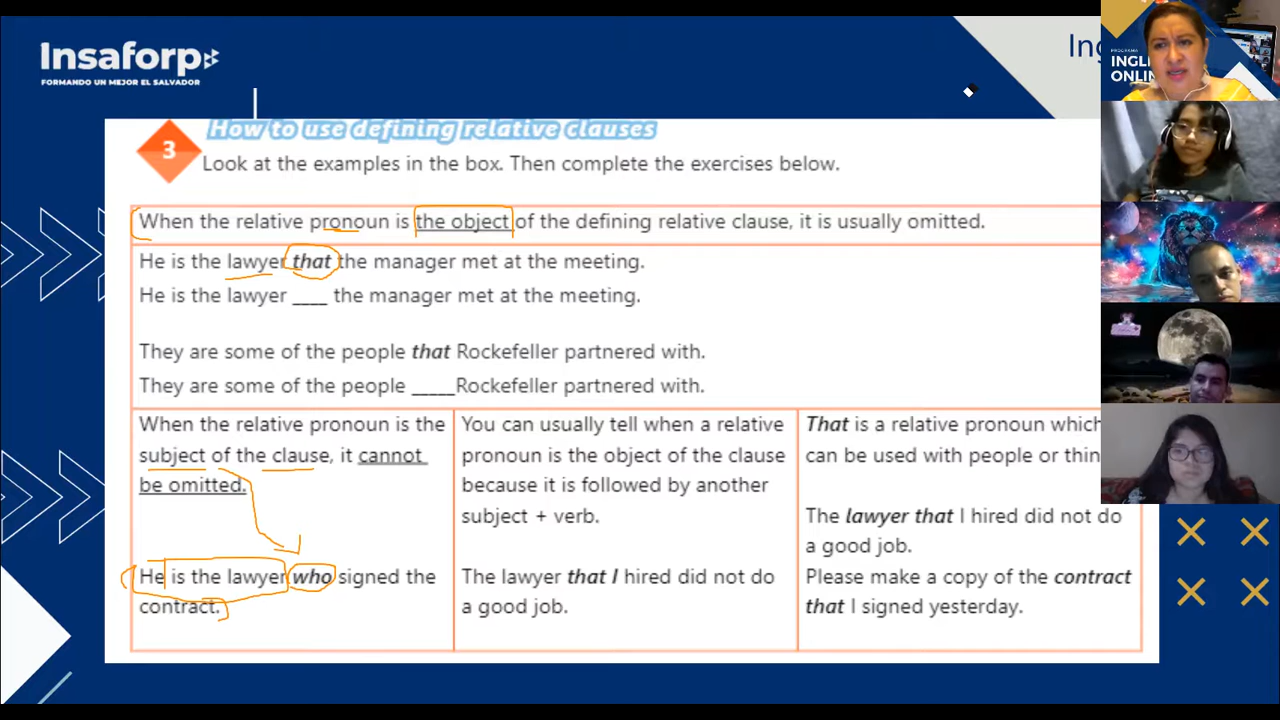 Insaforp
FORMANDO UN MEJOR EL SALVADOR
PROGRAMA
How to use defining relative clauses
3
Look at the examples in the box. Then complete the exercises below.
When the relative pronoun is the object of the defining relative clause, it is usually omitted.
He is the lawyer that the manager met at the meeting.
He is the lawyer ____ the manager met at the meeting.
They are some of the people that Rockefeller partnered with.
They are some of the people _____Rockefeller partnered with.
When the relative pronoun is the
subject of the clause, it cannot
be omitted.
He is the lawyer who signed the
contract.
You can usually tell when a relative
pronoun is the object of the clause
because it is followed by another
subject + verb.
The lawyer that I hired did not do
a good job.
That is a relative pronoun which
can be used with people or thin
The lawyer that I hired did not do
a good job.
Please make a copy of the contract
that I signed yesterday.